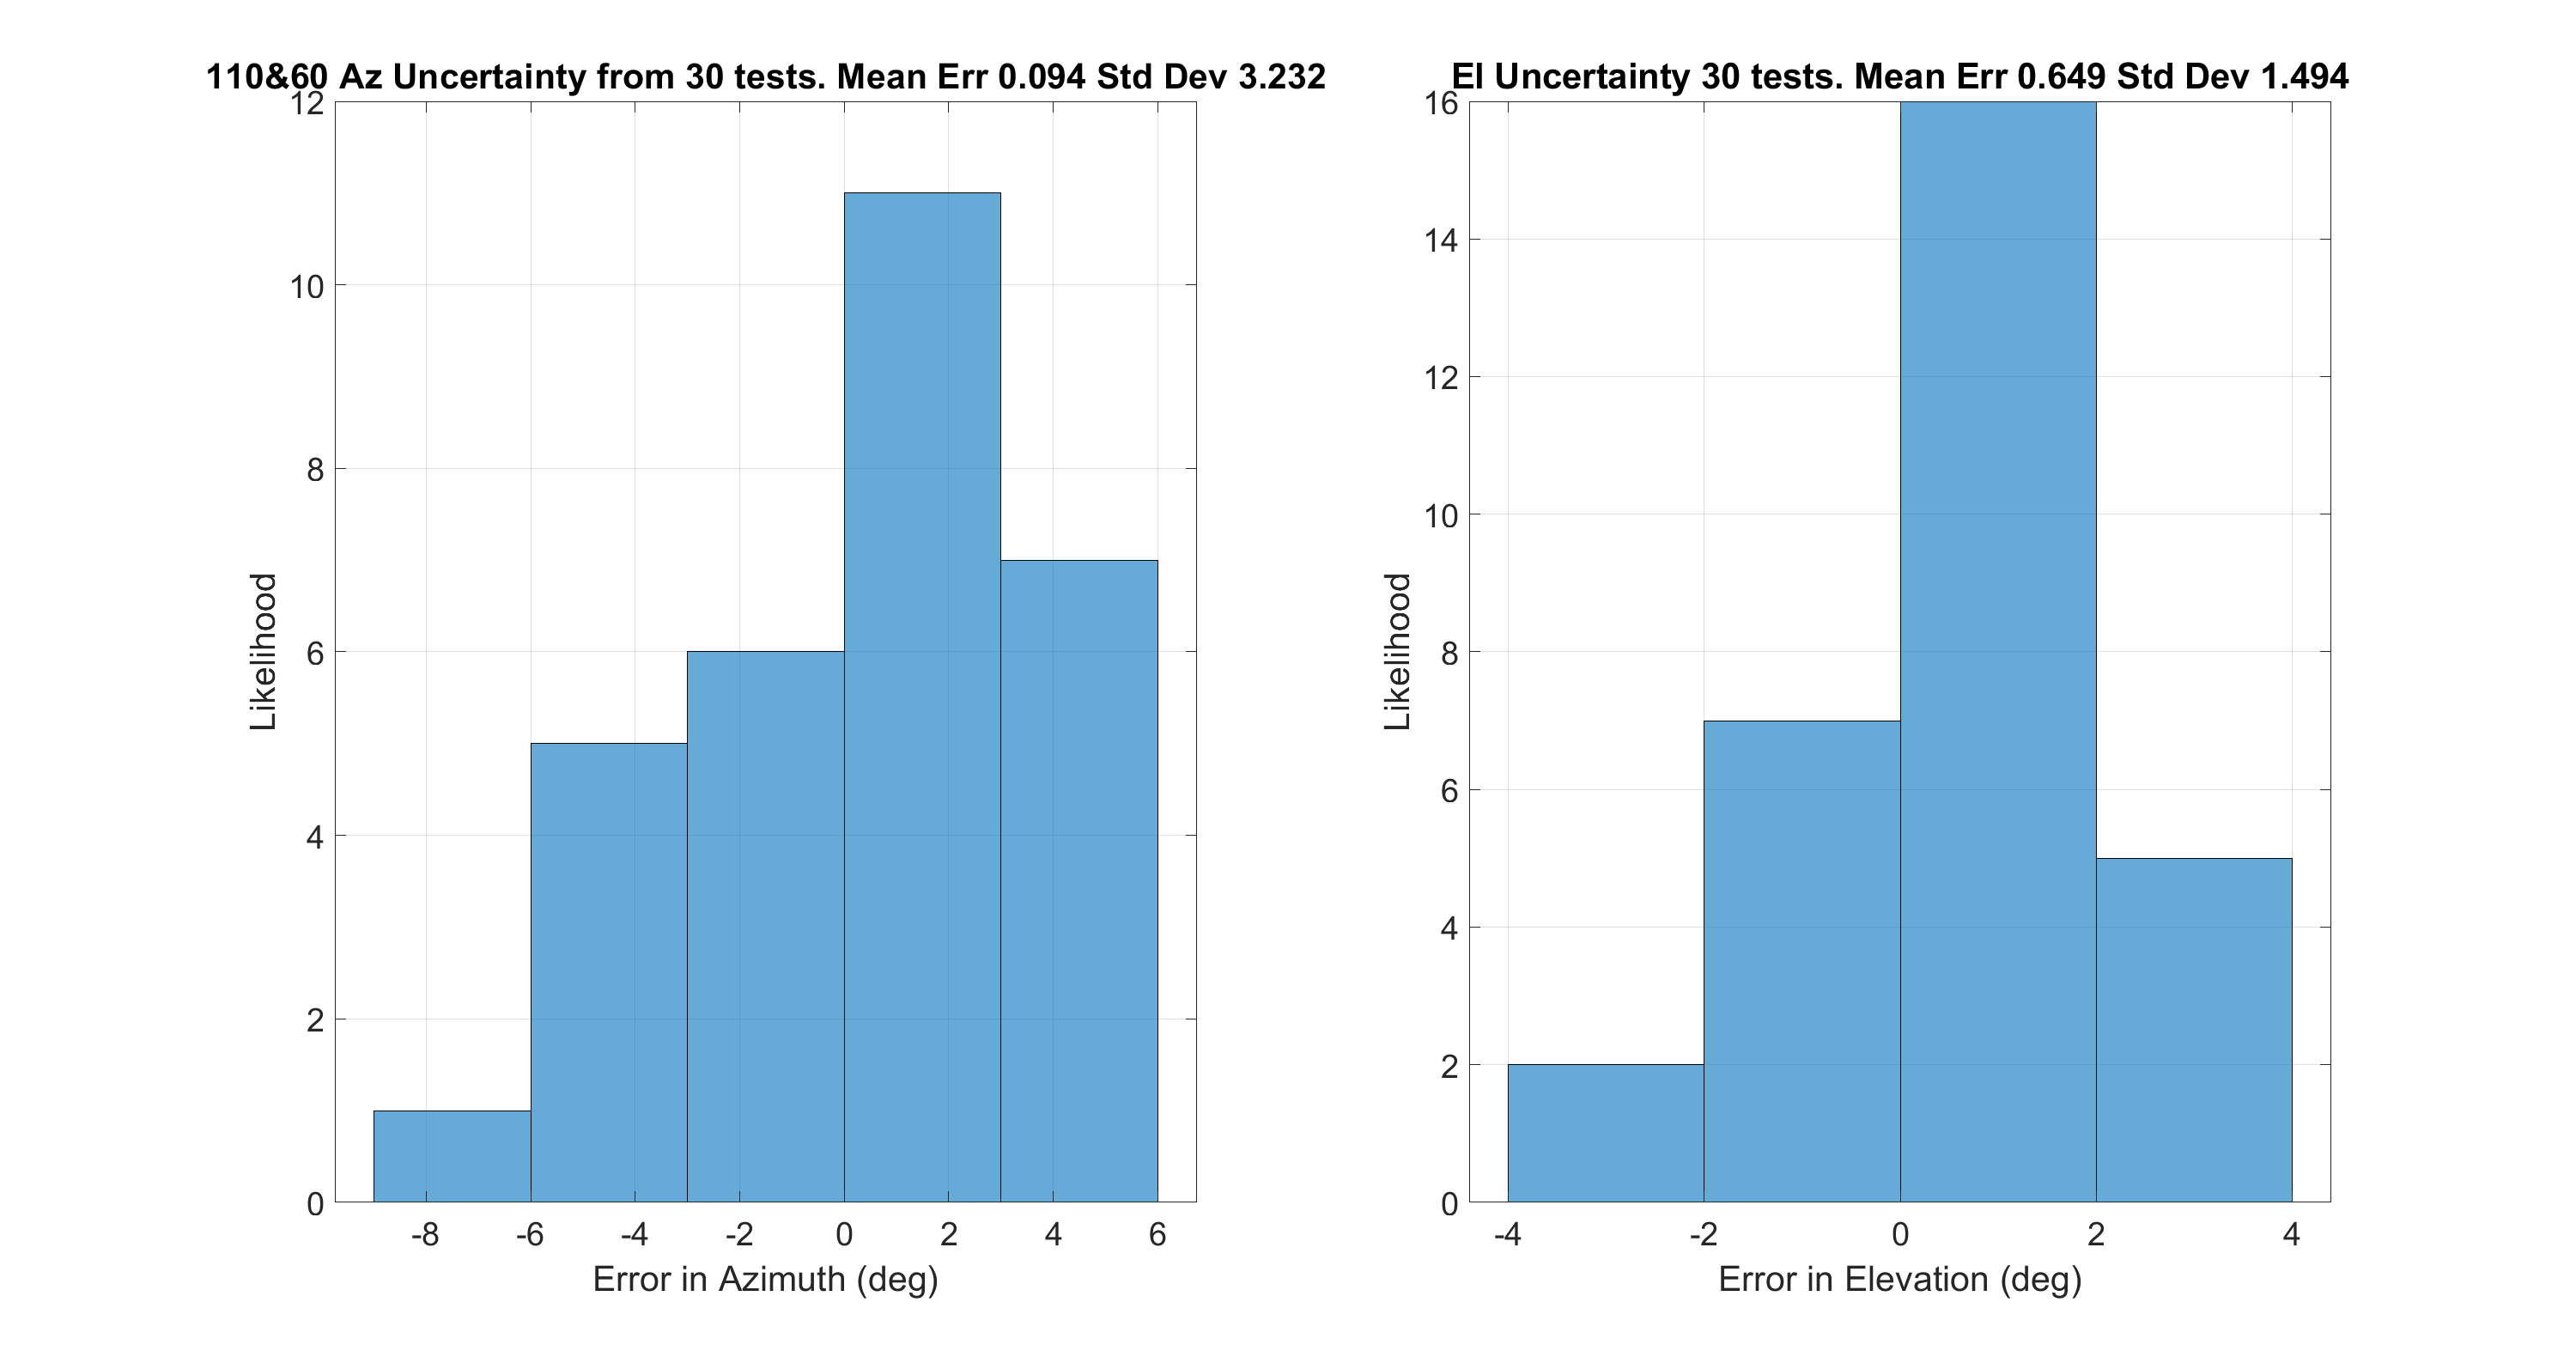 110&60 Az Uncertainty from 30 tests. Mean Err 0.094 Std Dev 3.232
12
10
8
6
4
2
0
Likelihood
-8 -6 -4 -2 0 2 4 6
Error in Azimuth (deg)
El Uncertainty 30 tests. Mean Err 0.649 Std Dev 1.494
16
14
12
10
8
6
4
2
0
Likelihood
-4 -2 0 2 4
Error in Elevation (deg)